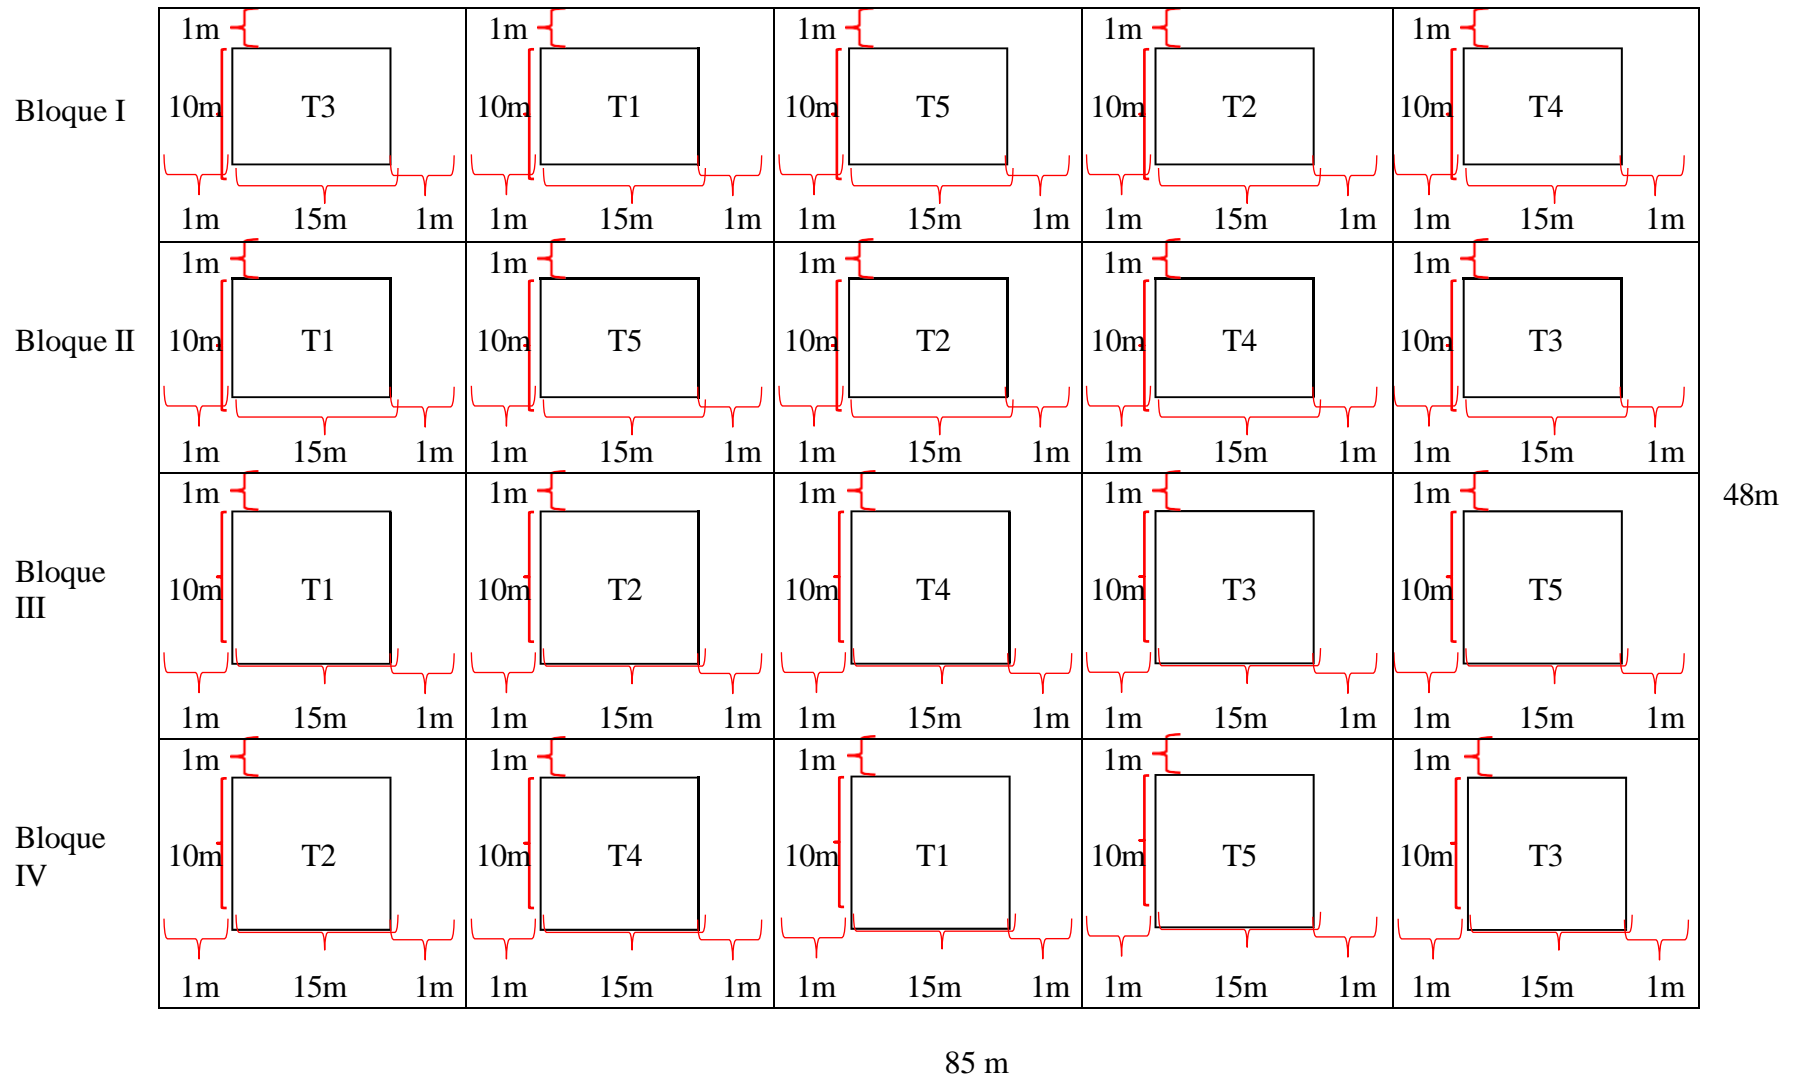 1m 1m 1m 1m 1m
Bloque I 10m T3 10m T1 10m T5 10m T2 10m T4
1m 15m 1m 1m 15m 1m 1m 15m 1m 1m 15m 1m 1m 15m 1m
1m 1m 1m 1m 1m
Bloque II 10m T1 10m T5 10m T2 10m T4 10m T3
1m 15m 1m 1m 15m 1m 1m 15m 1m 1m 15m 1m 1m 15m 1m
1m 1m 1m 1m 1m 48m
Bloque
III
10m T1 10m T2 10m T4 10m T3 10m T5
1m 15m 1m 1m 15m 1m 1m 15m 1m 1m 15m 1m 1m 15m 1m
1m 1m 1m 1m 1m
Bloque
IV
10m T2 10m T4 10m T1 10m T5 10m T3
1m 15m 1m 1m 15m 1m 1m 15m 1m 1m 15m 1m 1m 15m 1m
85 m